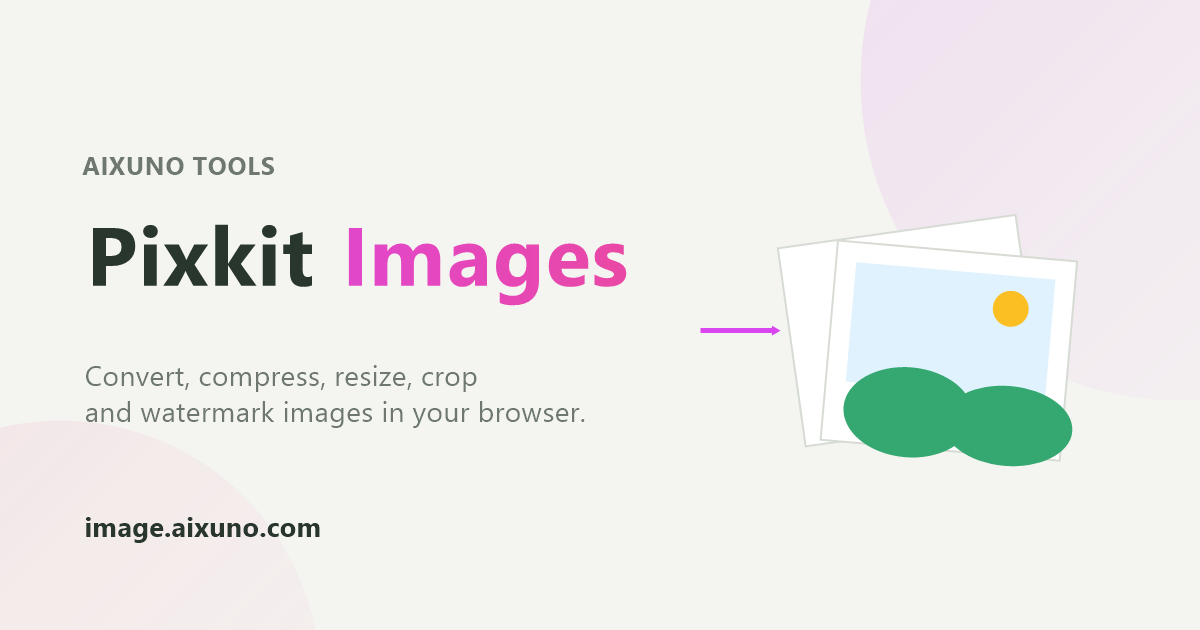 AIXUNO TOOLS
Pixkit Images
Convert, compress, resize, crop
and watermark images in your browser.
image.aixuno.com